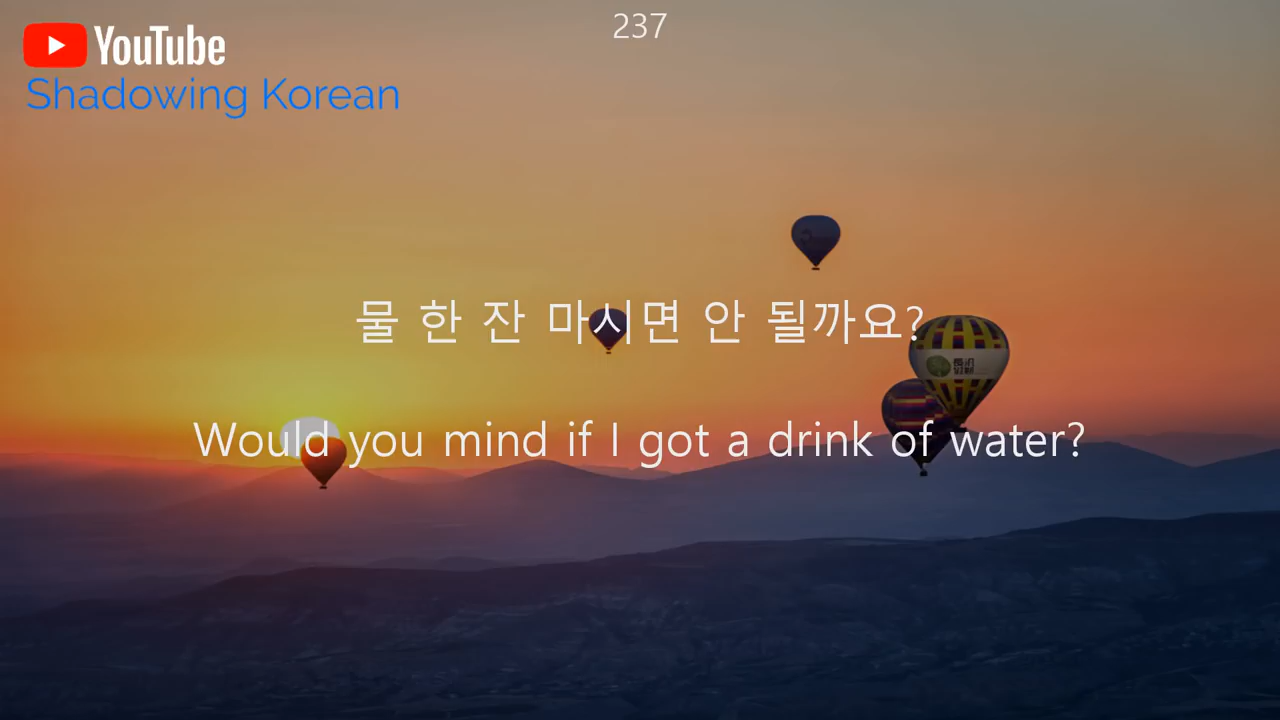 237
YouTube
Shadowing Korean
물 한 잔 마시면 안 될까요?
Would you mind if I got a drink of water?